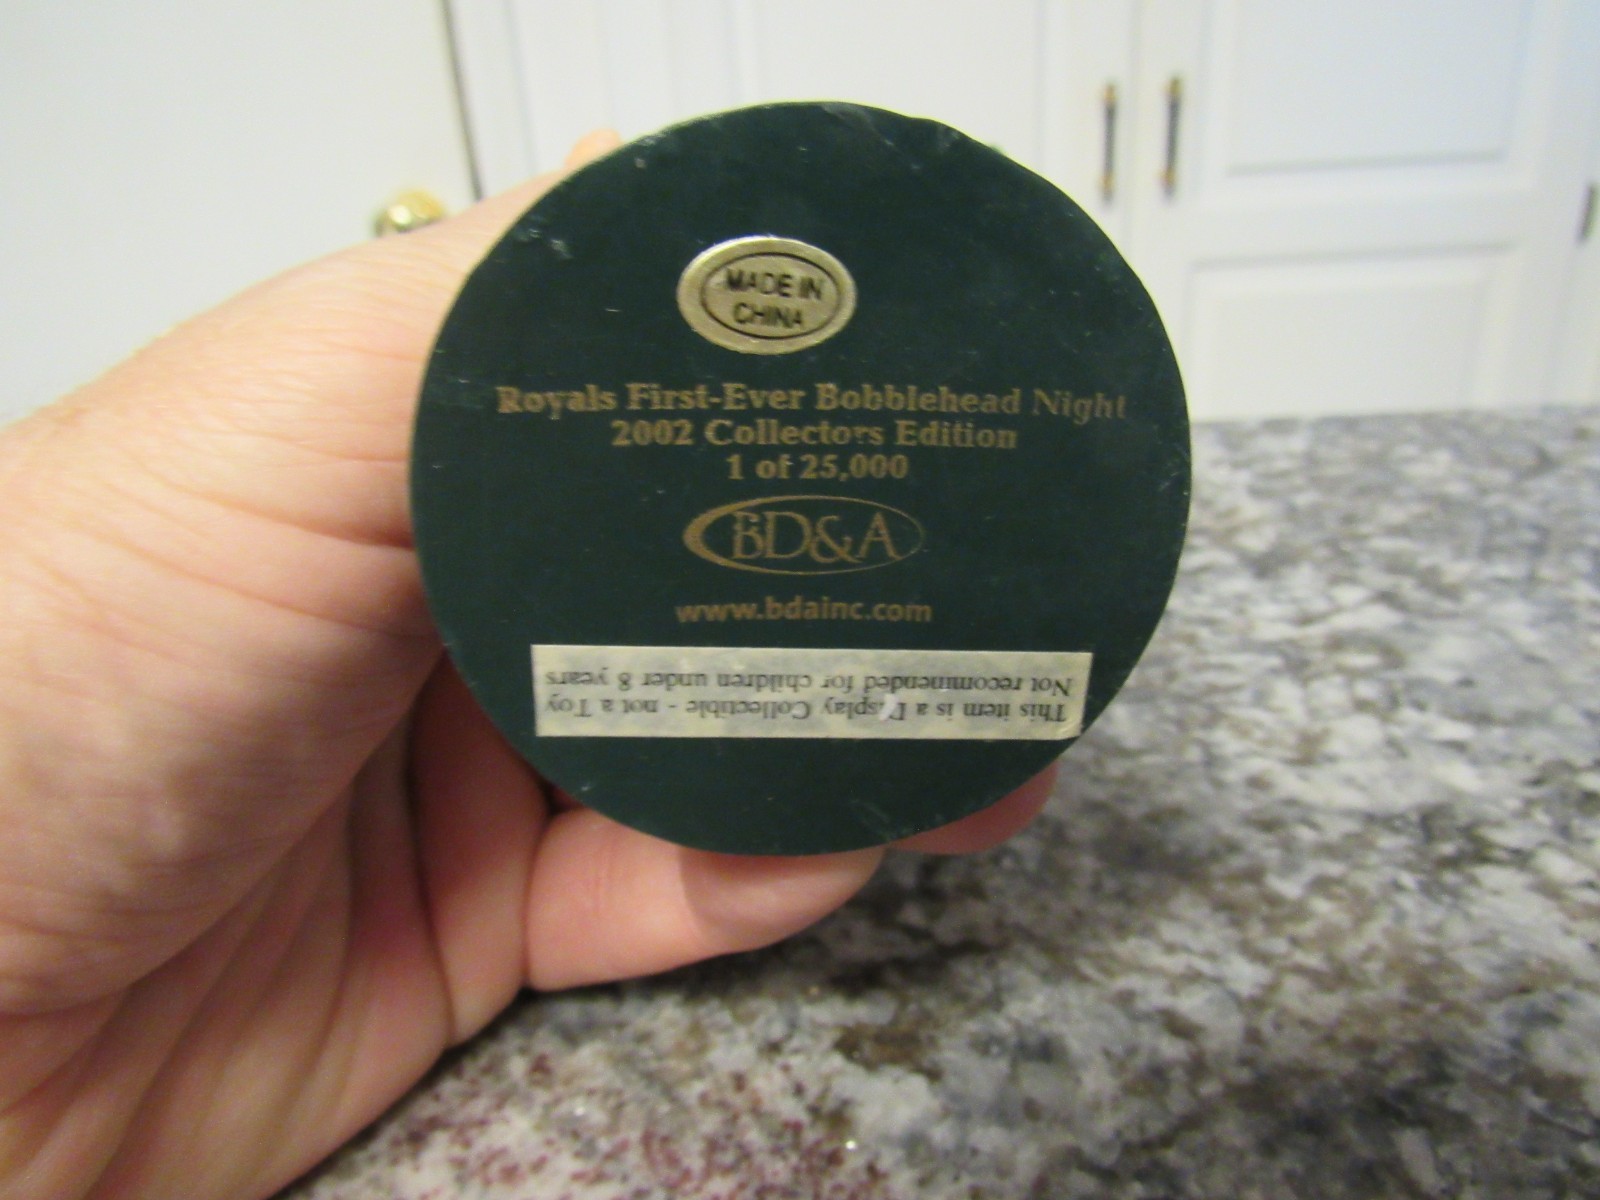 MADE IN
CHINA
Royals First-Ever Bobblehead Night
2002 Collectors Edition
1 of 25,000
BD&A
www.bdainc.com
This item is a Display Collectible - not a Toy
Not recommended for children under 8 years